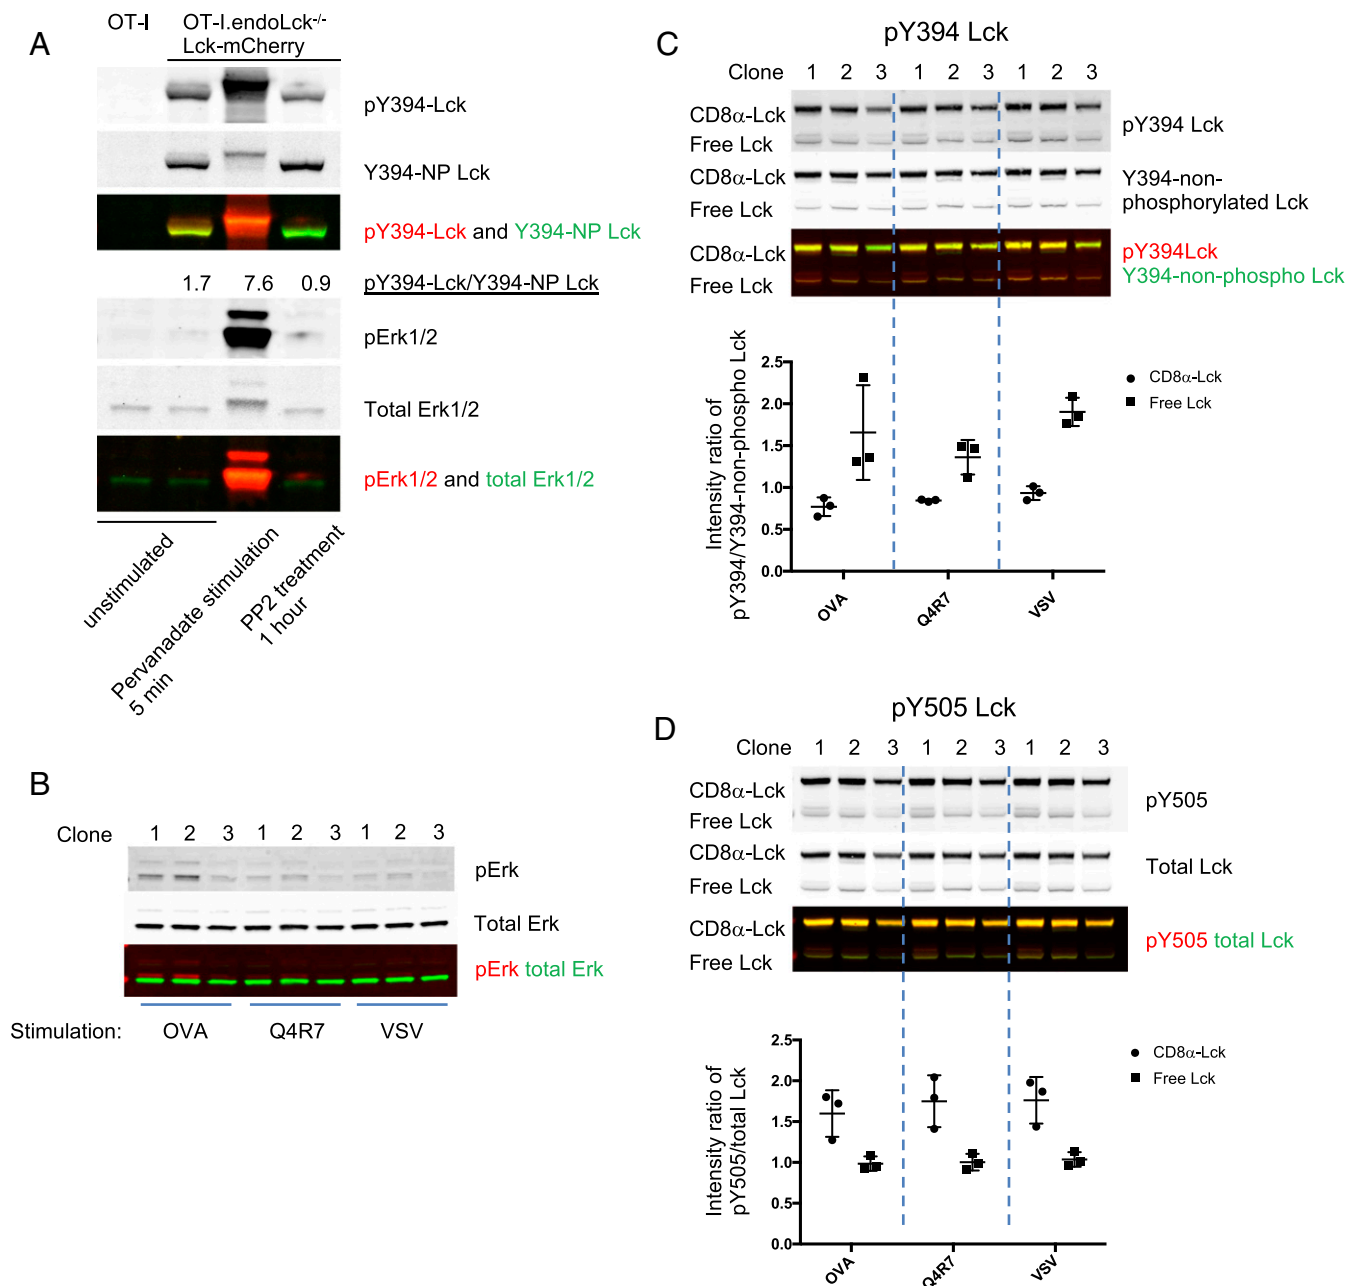 A
OT-I
OT-I.endoLck-/-
Lck-mCherry
pY394-Lck
Y394-NP Lck
pY394-Lck and Y394-NP Lck
1.7 7.6 0.9 pY394-Lck/Y394-NP Lck
pErk1/2
Total Erk1/2
pErk1/2 and total Erk1/2
unstimulated
Pervanadate stimulation
5 min
PP2 treatment
1 hour
B
Clone 1 2 3 1 2 3 1 2 3
pErk
Total Erk
pErk total Erk
Stimulation: OVA Q4R7 VSV
C
pY394 Lck
Clone 1 2 3 1 2 3 1 2 3
CD8α-Lck
Free Lck
pY394 Lck
CD8α-Lck
Free Lck
Y394-non-
phosphorylated Lck
CD8α-Lck
Free Lck
pY394Lck
Y394-non-phospho Lck
Intensity ratio of
pY394/Y394-non-phospho Lck
2.5
2.0
1.5
1.0
0.5
0.0
OVA
Q4R7
VSV
CD8α-Lck
Free Lck
D
pY505 Lck
Clone 1 2 3 1 2 3 1 2 3
CD8α-Lck
Free Lck
pY505
CD8α-Lck
Free Lck
Total Lck
CD8α-Lck
Free Lck
pY505 total Lck
Intensity ratio of
pY505/total Lck
2.5
2.0
1.5
1.0
0.5
0.0
OVA
Q4R7
VSV
CD8α-Lck
Free Lck